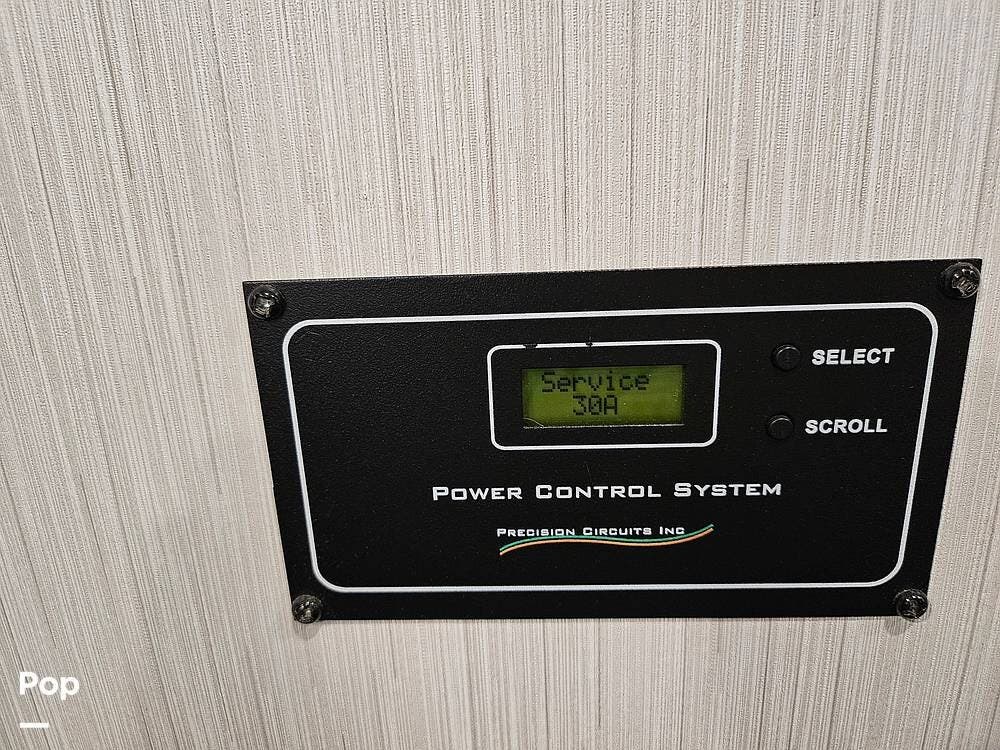 Service
30A
SELECT
SCROLL
POWER CONTROL SYSTEM
PRECISION CIRCUITS INC
Pop